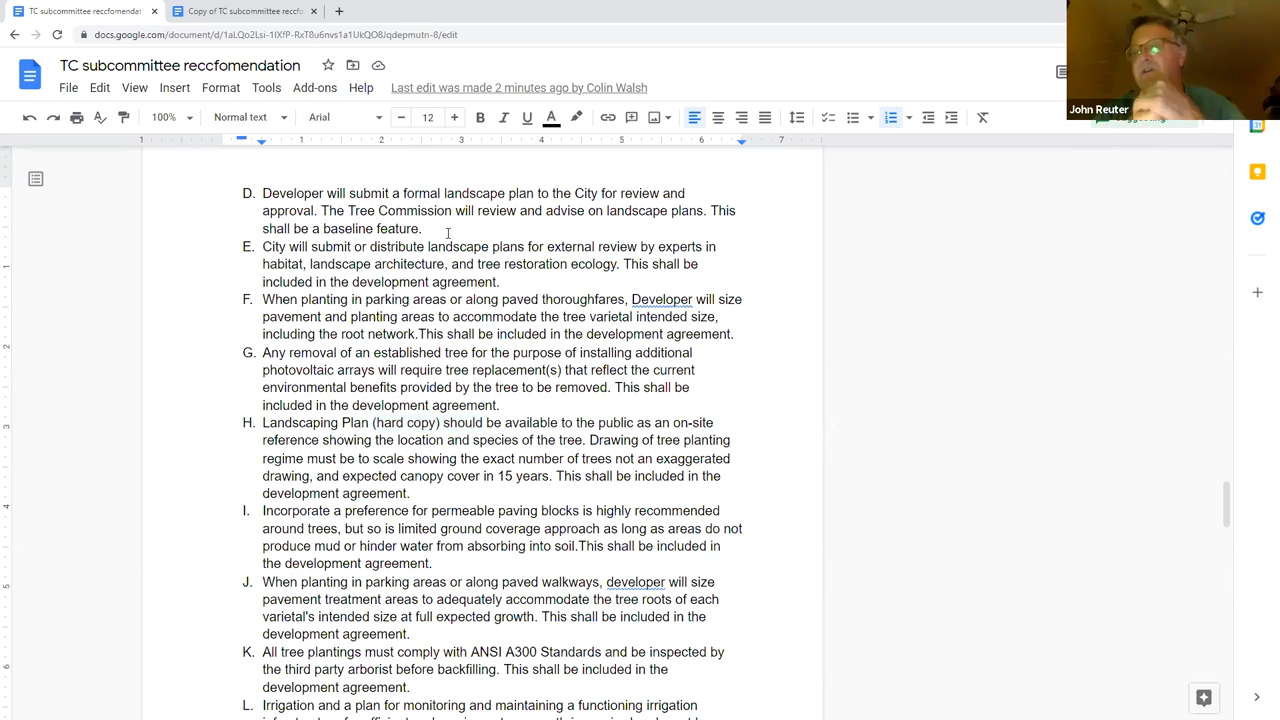 TC subcommittee reccfomendation
Copy of TC subcommittee reccfo
docs.google.com/document/d/1aLQo2Lsi-1lXfP-RxT8u6nvs1a1UkQO8Jqdepmutn-8/edit
TC subcommittee reccfomendation
File Edit View Insert Format Tools Add-ons Help Last edit was made 2 minutes ago by Colin Walsh
John Reuter
100% Normal text Arial 12
1 1 2 3 4 5 6 7
D. Developer will submit a formal landscape plan to the City for review and
approval. The Tree Commission will review and advise on landscape plans. This
shall be a baseline feature.
E. City will submit or distribute landscape plans for external review by experts in
habitat, landscape architecture, and tree restoration ecology. This shall be
included in the development agreement.
F. When planting in parking areas or along paved thoroughfares, Developer will size
pavement and planting areas to accommodate the tree varietal intended size,
including the root network.This shall be included in the development agreement.
G. Any removal of an established tree for the purpose of installing additional
photovoltaic arrays will require tree replacement(s) that reflect the current
environmental benefits provided by the tree to be removed. This shall be
included in the development agreement.
H. Landscaping Plan (hard copy) should be available to the public as an on-site
reference showing the location and species of the tree. Drawing of tree planting
regime must be to scale showing the exact number of trees not an exaggerated
drawing, and expected canopy cover in 15 years. This shall be included in the
development agreement.
I. Incorporate a preference for permeable paving blocks is highly recommended
around trees, but so is limited ground coverage approach as long as areas do not
produce mud or hinder water from absorbing into soil.This shall be included in
the development agreement.
J. When planting in parking areas or along paved walkways, developer will size
pavement treatment areas to adequately accommodate the tree roots of each
varietal's intended size at full expected growth. This shall be included in the
development agreement.
K. All tree plantings must comply with ANSI A300 Standards and be inspected by
the third party arborist before backfilling. This shall be included in the
development agreement.
L. Irrigation and a plan for monitoring and maintaining a functioning irrigation